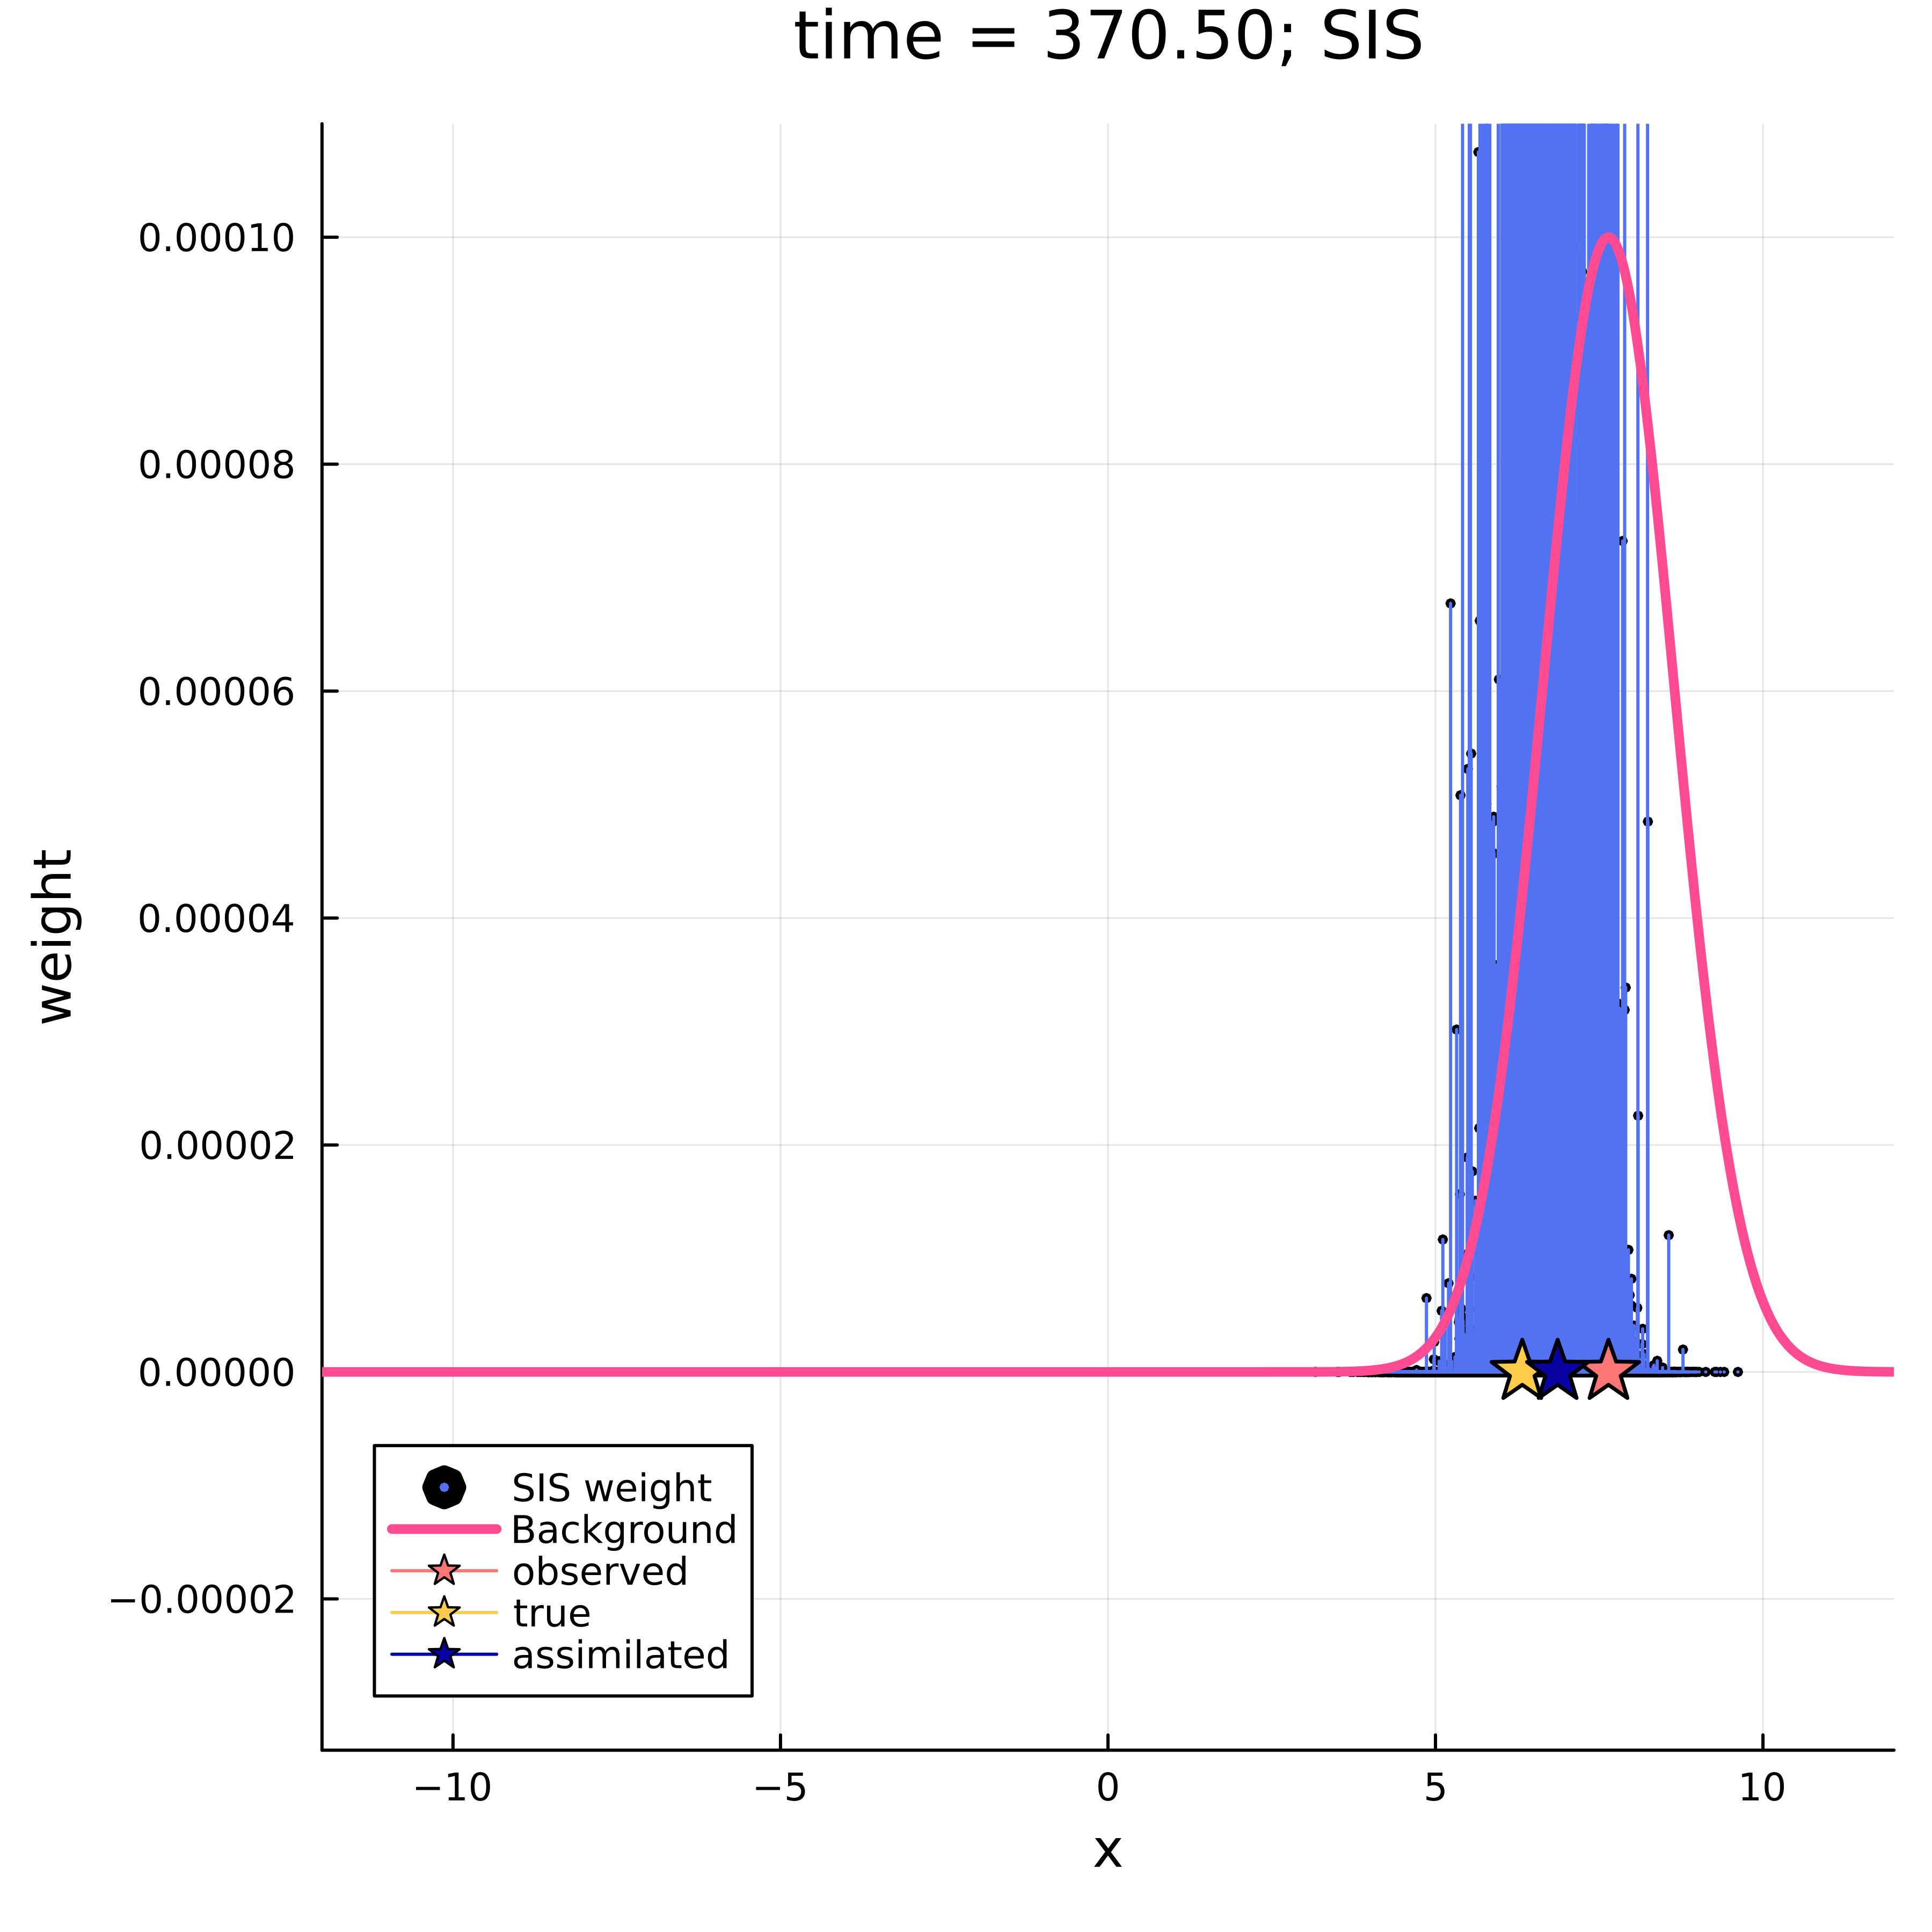 time = 370.50; SIS
weight
0.00010
0.00008
0.00006
0.00004
0.00002
0.00000
−0.00002
SIS weight
Background
observed
true
assimilated
−10
−5
0
5
10
x